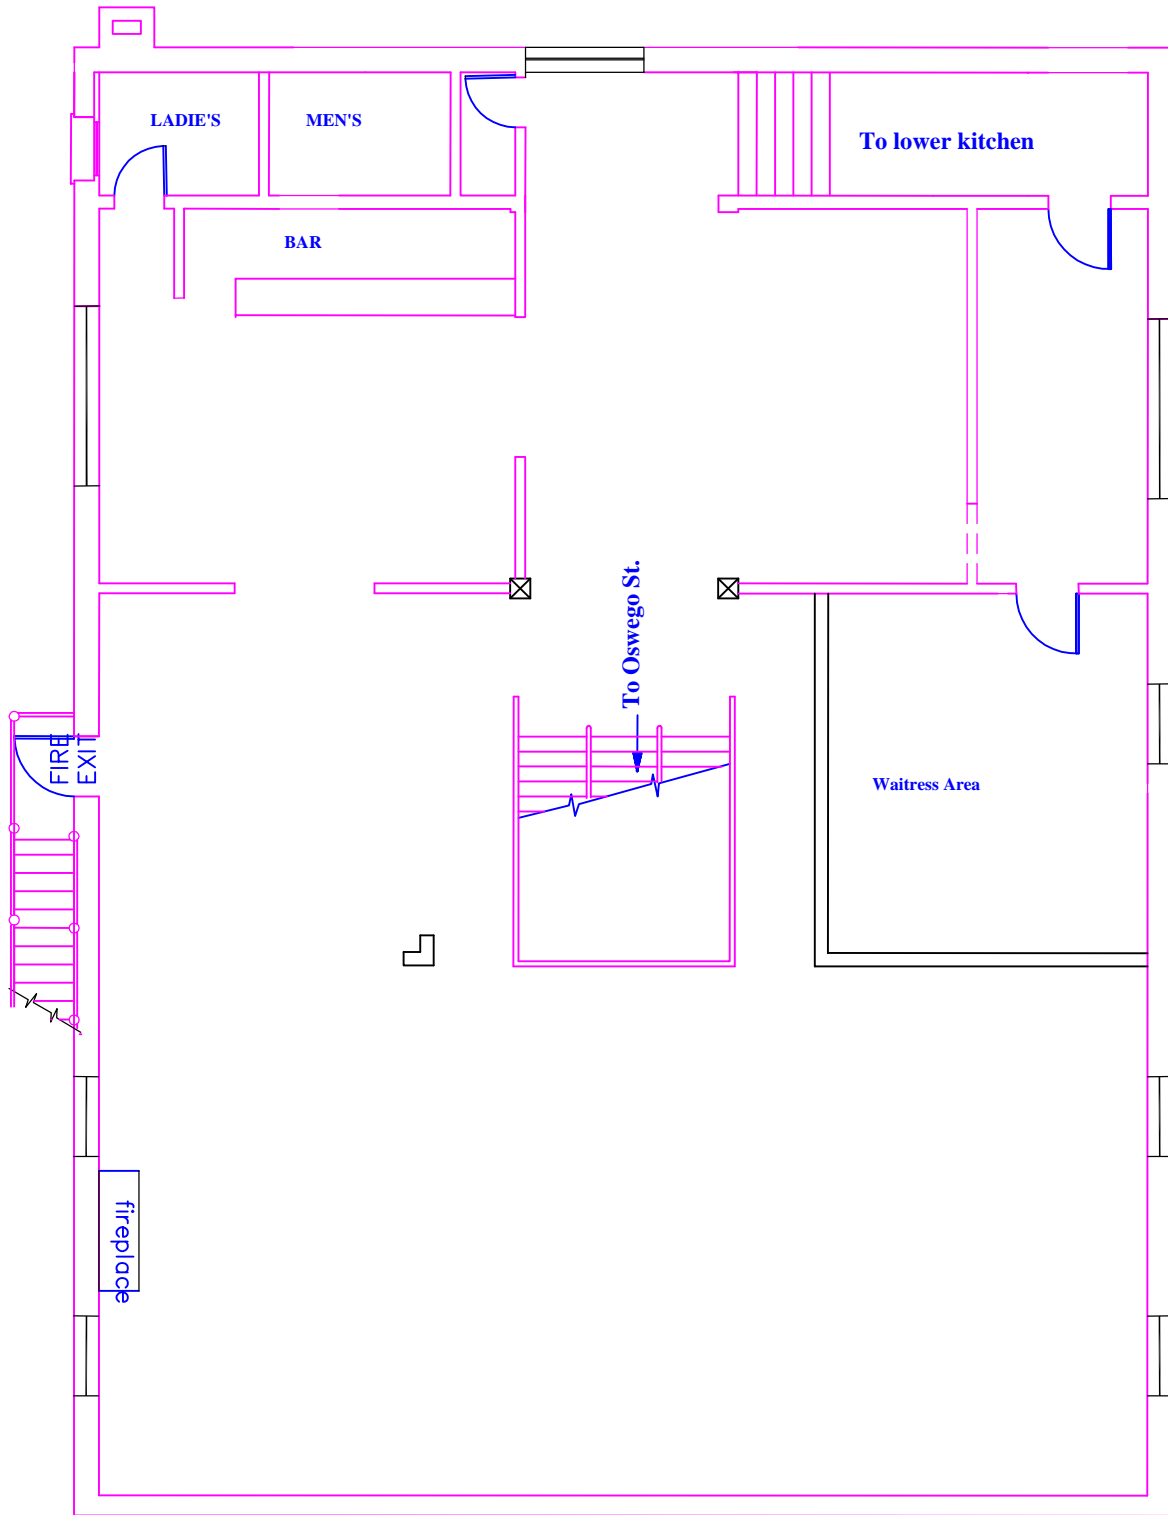 LADIE'S
MEN'S
To lower kitchen
BAR
To Oswego St.
FIRE
EXIT
Waitress Area
fireplace